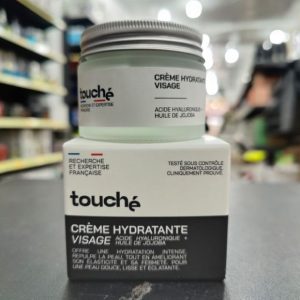 touché
CRÈME HYDRATANTE
VISAGE
ACIDE HYALURONIQUE +
HUILE DE JOJOBA
RECHERCHE
ET EXPERTISE
FRANÇAISE
TESTÉ SOUS CONTRÔLE
DERMATOLOGIQUE,
CLINIQUEMENT PROUVÉ.
touché
CRÈME HYDRATANTE
VISAGE ACIDE HYALURONIQUE +
HUILE DE JOJOBA
OFFRE UNE HYDRATATION INTENSE,
REPULPE LA PEAU, TOUT EN AMÉLIORANT
SON ÉLASTICITÉ ET SA FERMETÉ POUR
UNE PEAU DOUCE, LISSE ET ÉCLATANTE.